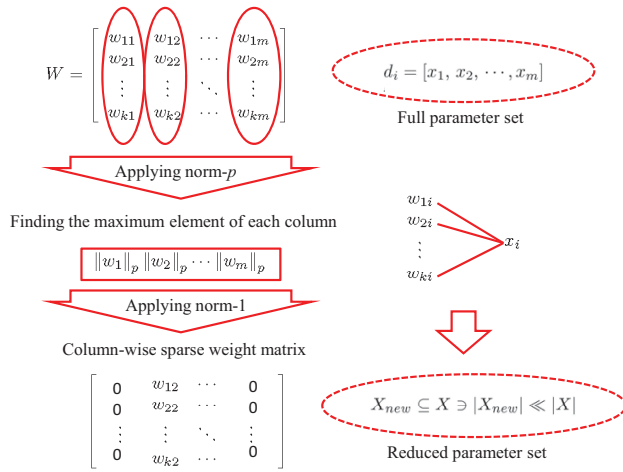 W = [ w11 w12 ⋯ w1m
w21 w22 ⋯ w2m
⋮ ⋮ ⋱ ⋮
wk1 wk2 ⋯ wkm ]
Applying norm-p
Finding the maximum element of each column
‖w1‖p ‖w2‖p ⋯ ‖wm‖p
Applying norm-1
Column-wise sparse weight matrix
[ 0 w12 ⋯ 0
0 w22 ⋯ 0
⋮ ⋮ ⋱ ⋮
0 wk2 ⋯ 0 ]
di = [x1, x2, ⋯, xm]
Full parameter set
w1i
w2i
⋮
wki
xi
Xnew ⊆ X ∋ |Xnew| ≪ |X|
Reduced parameter set